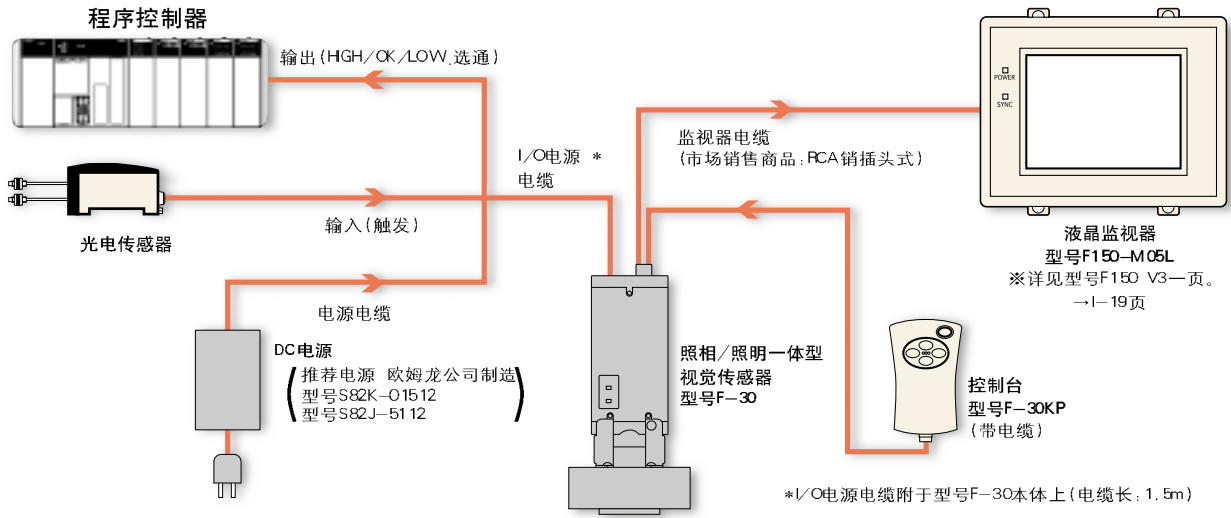 程序控制器
输出(HIGH/OK/LOW.选通)
POWER
SYNC
监视器电缆
(市场销售商品:RCA销插头式)
I/O电源 *
电缆
输入(触发)
光电传感器
液晶监视器
型号F150-M05L
※详见型号F150 V3一页。
→I-19页
电源电缆
DC电源
推荐电源 欧姆龙公司制造
型号S82K-01512
型号S82J-5112
照相/照明一体型
视觉传感器
型号F-30
控制台
型号F-30KP
(带电缆)
*I/O电源电缆附于型号F-30本体上(电缆长:1.5m)